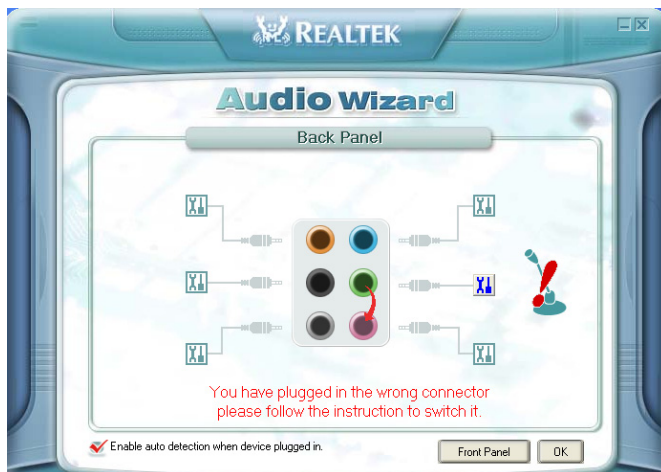 REALTEK
Audio Wizard
Back Panel
You have plugged in the wrong connector
please follow the instruction to switch it.
Enable auto detection when device plugged in.
Front Panel
OK